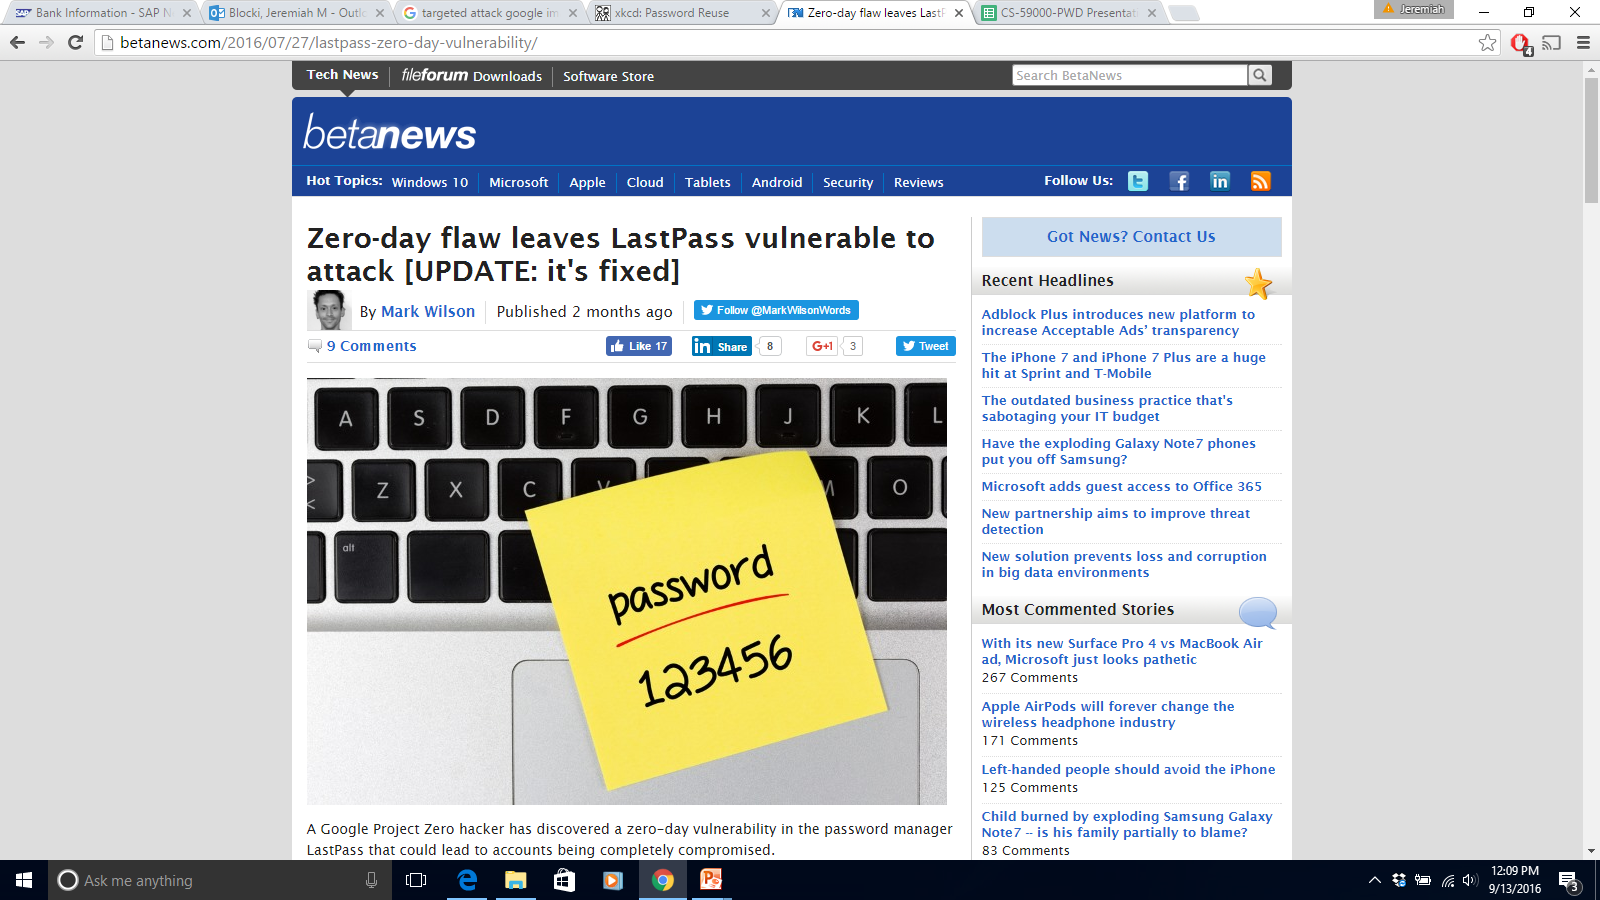 Bank Information - SAP N
Blocki, Jeremiah M - Outlo
targeted attack google im
xkcd: Password Reuse
Zero-day flaw leaves LastP
CS-59000-PWD Presentati
Jeremiah
betanews.com/2016/07/27/lastpass-zero-day-vulnerability/
4
Tech News
fileforum Downloads
Software Store
Search BetaNews
betanews
Hot Topics: Windows 10 Microsoft Apple Cloud Tablets Android Security Reviews
Follow Us:
Zero-day flaw leaves LastPass vulnerable to
attack [UPDATE: it's fixed]
By Mark Wilson
Published 2 months ago
Follow @MarkWilsonWords
9 Comments
Like 17
in Share
8
G+1
3
Tweet
A S D F G H J K L
> <
Z X C V M O
alt
password
123456
A Google Project Zero hacker has discovered a zero-day vulnerability in the password manager
LastPass that could lead to accounts being completely compromised.
Got News? Contact Us
Recent Headlines
Adblock Plus introduces new platform to
increase Acceptable Ads' transparency
The iPhone 7 and iPhone 7 Plus are a huge
hit at Sprint and T-Mobile
The outdated business practice that's
sabotaging your IT budget
Have the exploding Galaxy Note7 phones
put you off Samsung?
Microsoft adds guest access to Office 365
New partnership aims to improve threat
detection
New solution prevents loss and corruption
in big data environments
Most Commented Stories
With its new Surface Pro 4 vs MacBook Air
ad, Microsoft just looks pathetic
267 Comments
Apple AirPods will forever change the
wireless headphone industry
171 Comments
Left-handed people should avoid the iPhone
125 Comments
Child burned by exploding Samsung Galaxy
Note7 -- is his family partially to blame?
83 Comments
Ask me anything
12:09 PM
9/13/2016
3